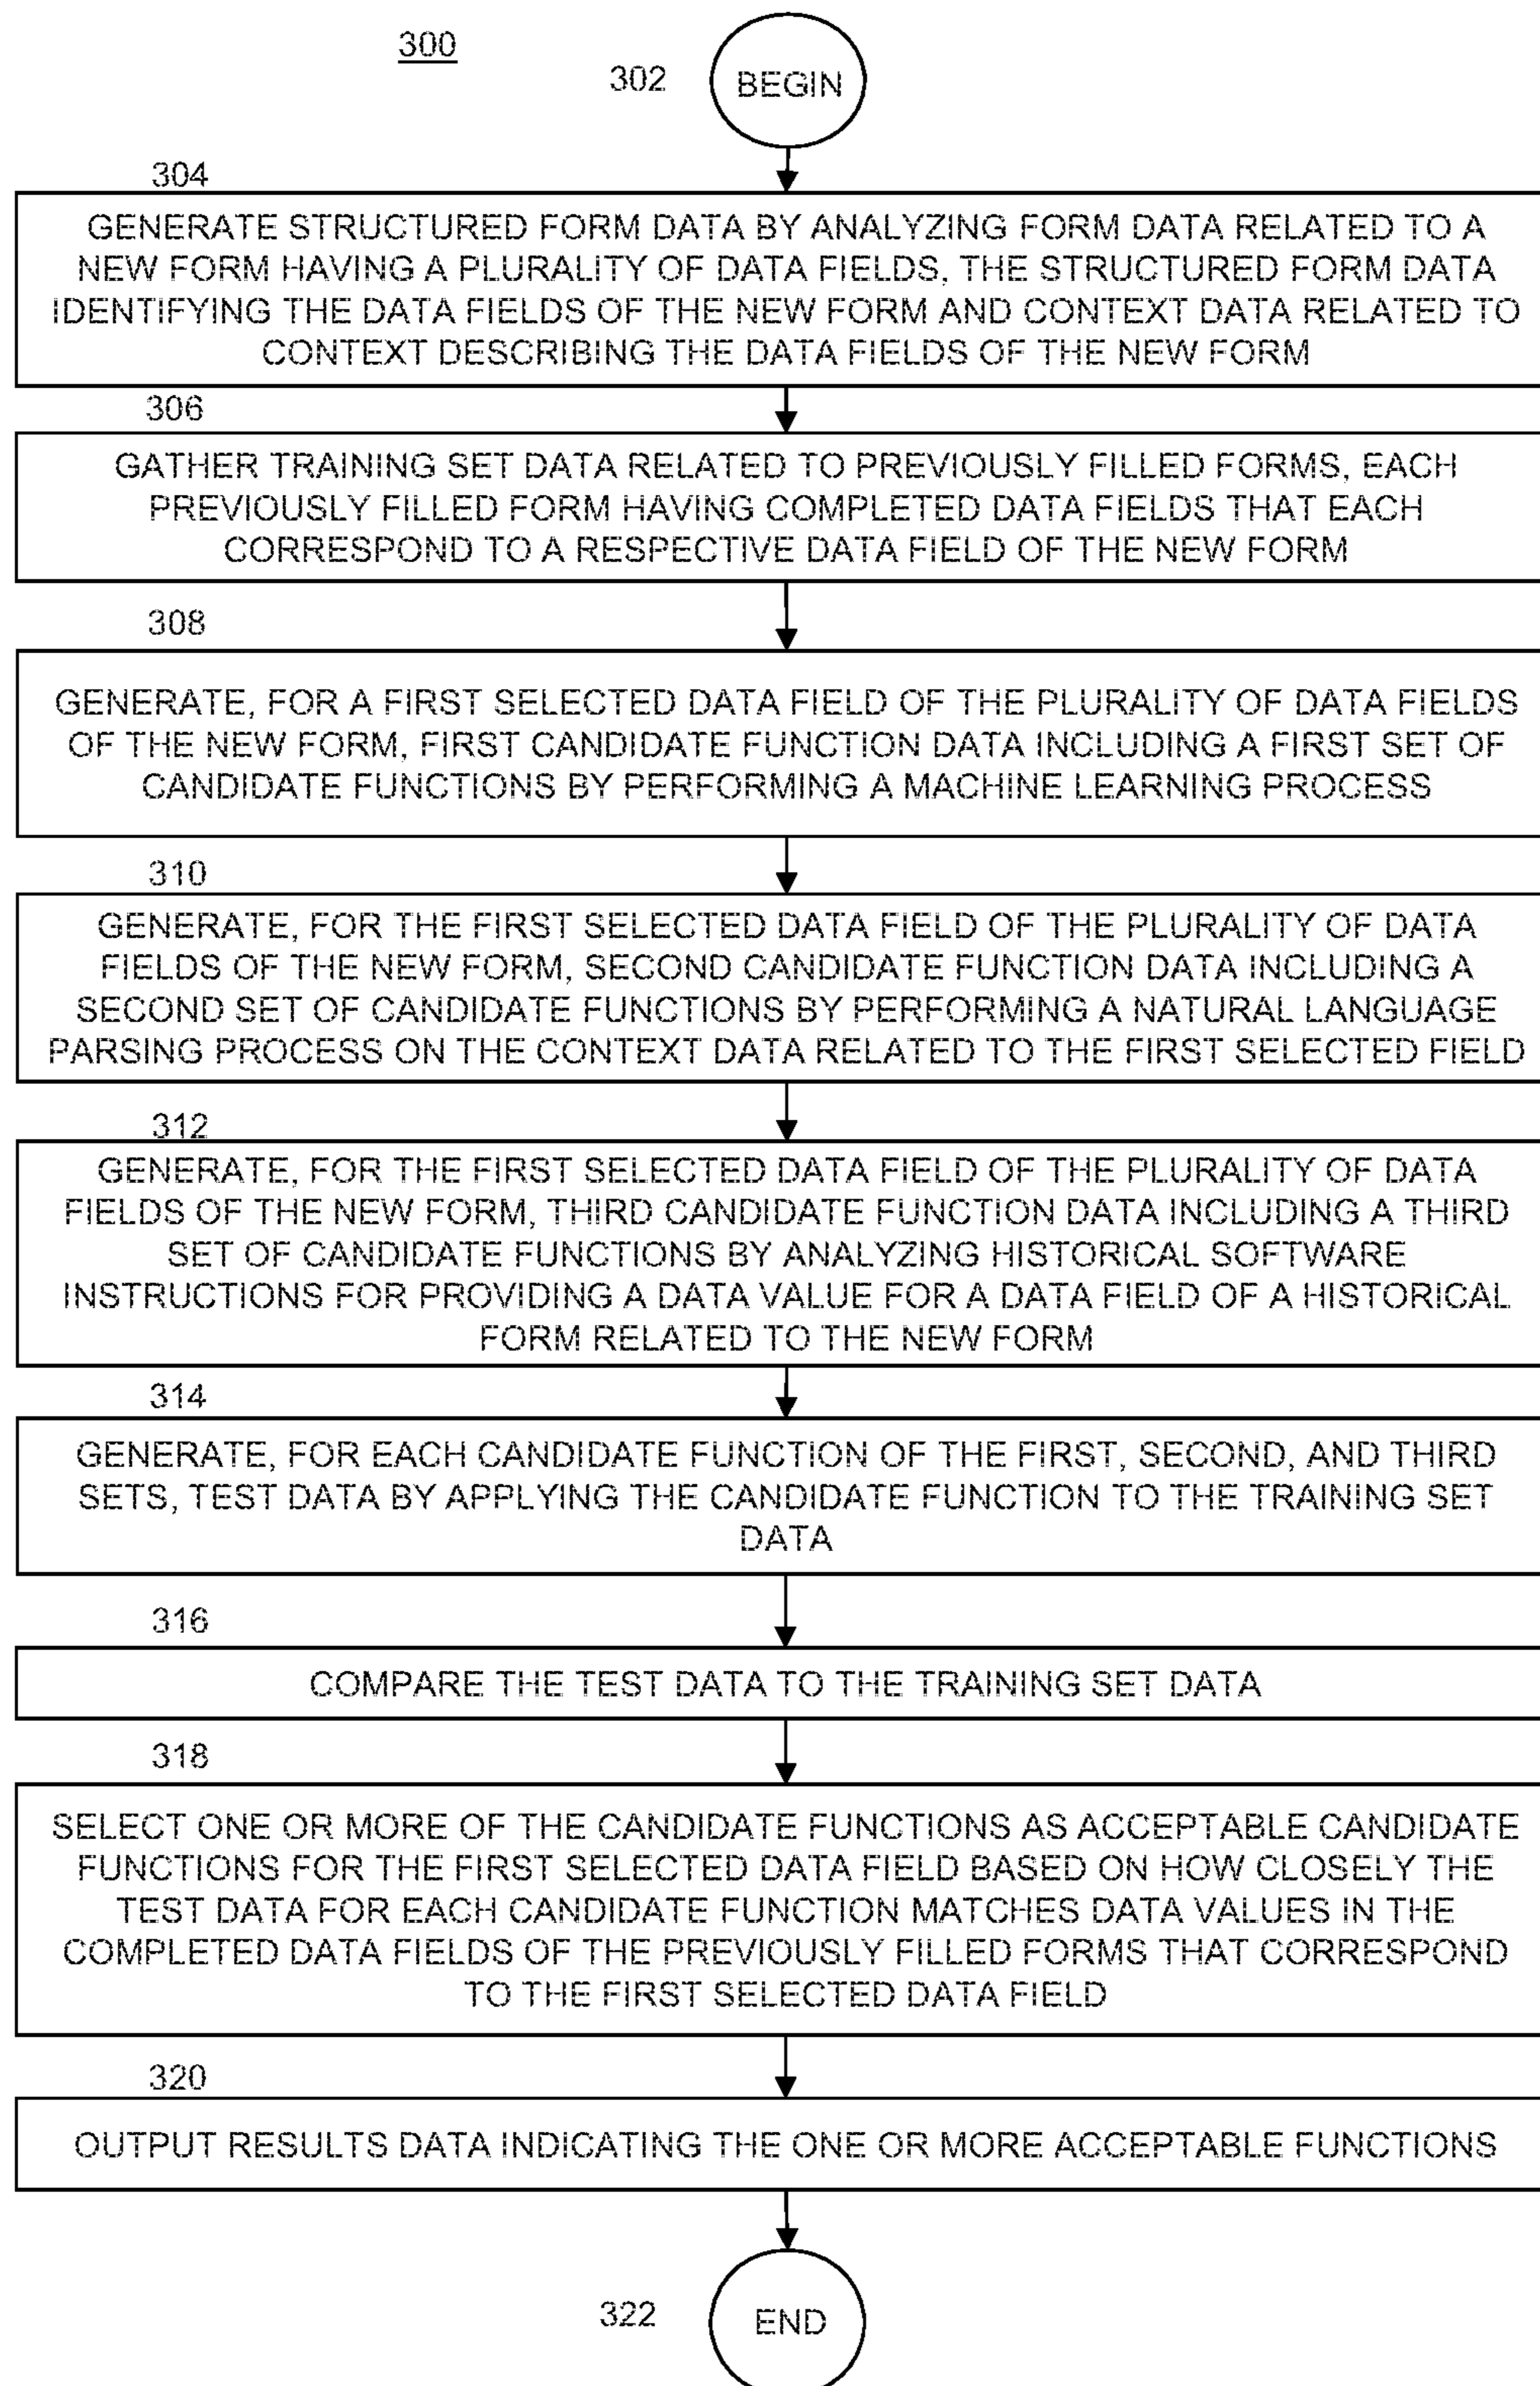 300
302
BEGIN
304
GENERATE STRUCTURED FORM DATA BY ANALYZING FORM DATA RELATED TO A
NEW FORM HAVING A PLURALITY OF DATA FIELDS, THE STRUCTURED FORM DATA
IDENTIFYING THE DATA FIELDS OF THE NEW FORM AND CONTEXT DATA RELATED TO
CONTEXT DESCRIBING THE DATA FIELDS OF THE NEW FORM
306
GATHER TRAINING SET DATA RELATED TO PREVIOUSLY FILLED FORMS, EACH
PREVIOUSLY FILLED FORM HAVING COMPLETED DATA FIELDS THAT EACH
CORRESPOND TO A RESPECTIVE DATA FIELD OF THE NEW FORM
308
GENERATE, FOR A FIRST SELECTED DATA FIELD OF THE PLURALITY OF DATA FIELDS
OF THE NEW FORM, FIRST CANDIDATE FUNCTION DATA INCLUDING A FIRST SET OF
CANDIDATE FUNCTIONS BY PERFORMING A MACHINE LEARNING PROCESS
310
GENERATE, FOR THE FIRST SELECTED DATA FIELD OF THE PLURALITY OF DATA
FIELDS OF THE NEW FORM, SECOND CANDIDATE FUNCTION DATA INCLUDING A
SECOND SET OF CANDIDATE FUNCTIONS BY PERFORMING A NATURAL LANGUAGE
PARSING PROCESS ON THE CONTEXT DATA RELATED TO THE FIRST SELECTED FIELD
312
GENERATE, FOR THE FIRST SELECTED DATA FIELD OF THE PLURALITY OF DATA
FIELDS OF THE NEW FORM, THIRD CANDIDATE FUNCTION DATA INCLUDING A THIRD
SET OF CANDIDATE FUNCTIONS BY ANALYZING HISTORICAL SOFTWARE
INSTRUCTIONS FOR PROVIDING A DATA VALUE FOR A DATA FIELD OF A HISTORICAL
FORM RELATED TO THE NEW FORM
314
GENERATE, FOR EACH CANDIDATE FUNCTION OF THE FIRST, SECOND, AND THIRD
SETS, TEST DATA BY APPLYING THE CANDIDATE FUNCTION TO THE TRAINING SET
DATA
316
COMPARE THE TEST DATA TO THE TRAINING SET DATA
318
SELECT ONE OR MORE OF THE CANDIDATE FUNCTIONS AS ACCEPTABLE CANDIDATE
FUNCTIONS FOR THE FIRST SELECTED DATA FIELD BASED ON HOW CLOSELY THE
TEST DATA FOR EACH CANDIDATE FUNCTION MATCHES DATA VALUES IN THE
COMPLETED DATA FIELDS OF THE PREVIOUSLY FILLED FORMS THAT CORRESPOND
TO THE FIRST SELECTED DATA FIELD
320
OUTPUT RESULTS DATA INDICATING THE ONE OR MORE ACCEPTABLE FUNCTIONS
322
END